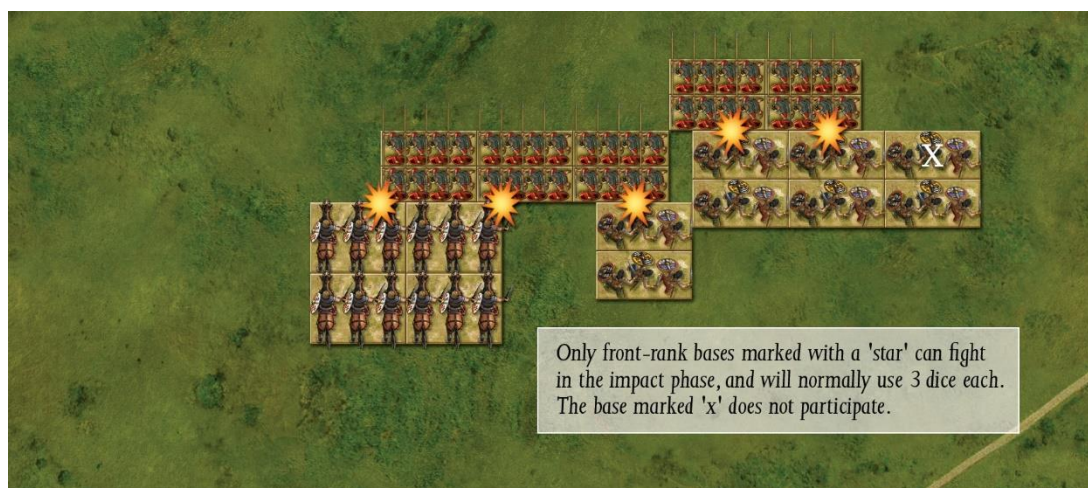 X
Only front-rank bases marked with a 'star' can fight
in the impact phase, and will normally use 3 dice each.
The base marked 'x' does not participate.